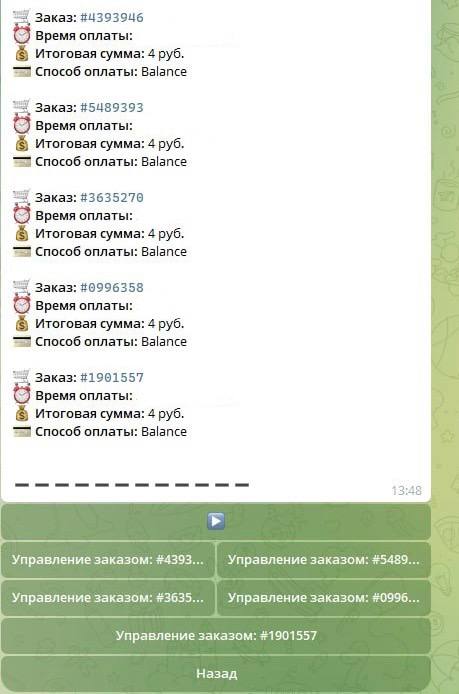 Заказ: #4393946
Время оплаты:
Итоговая сумма: 4 руб.
Способ оплаты: Balance
Заказ: #5489393
Время оплаты:
Итоговая сумма: 4 руб.
Способ оплаты: Balance
Заказ: #3635270
Время оплаты:
Итоговая сумма: 4 руб.
Способ оплаты: Balance
Заказ: #0996358
Время оплаты:
Итоговая сумма: 4 руб.
Способ оплаты: Balance
Заказ: #1901557
Время оплаты:
Итоговая сумма: 4 руб.
Способ оплаты: Balance
— — — — — — — — — — — —
13:48
Управление заказом: #4393... Управление заказом: #5489...
Управление заказом: #3635... Управление заказом: #0996...
Управление заказом: #1901557
Назад